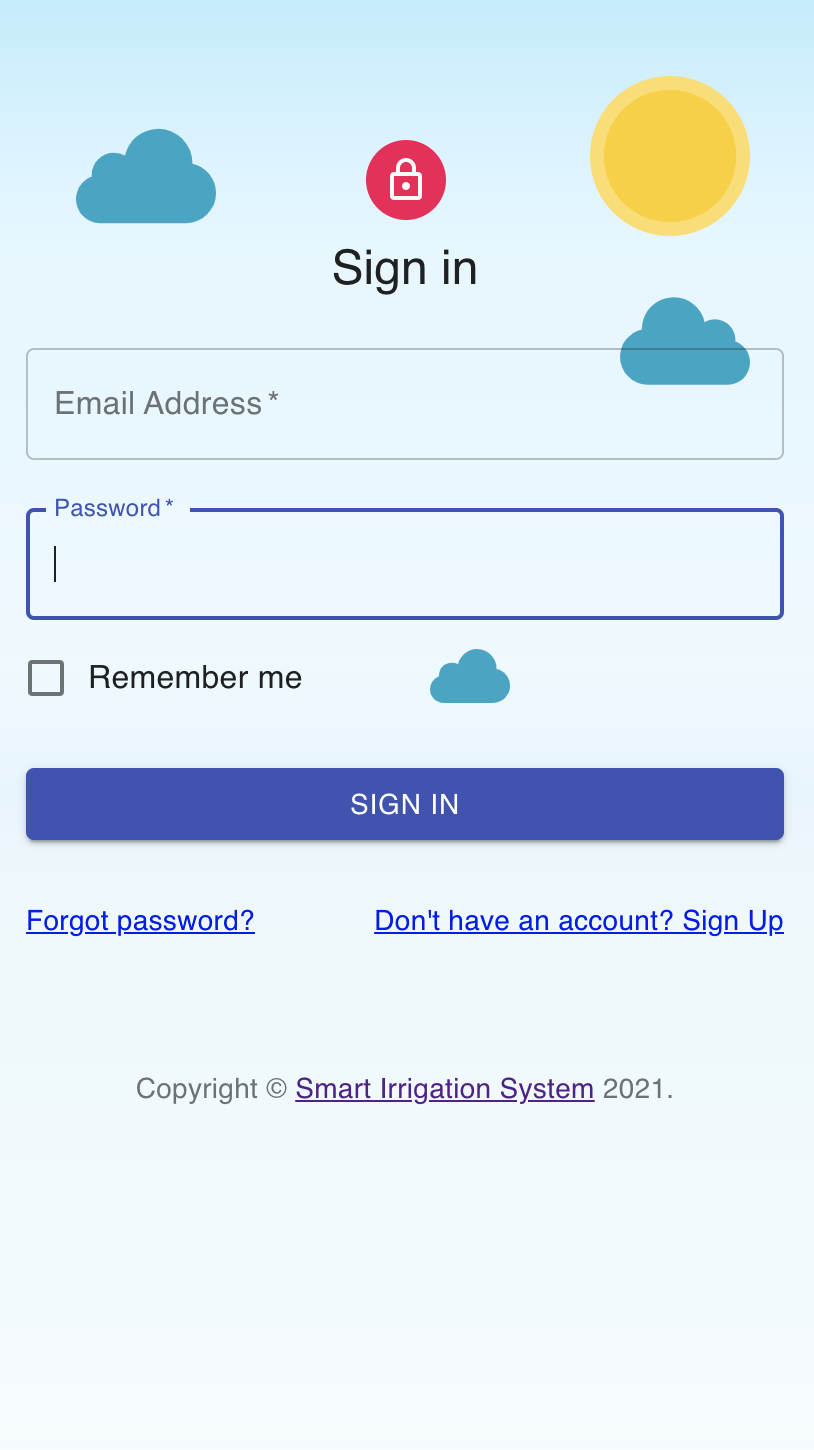 Sign in
Email Address *
Password *
Remember me
SIGN IN
Forgot password? Don't have an account? Sign Up
Copyright © Smart Irrigation System 2021.